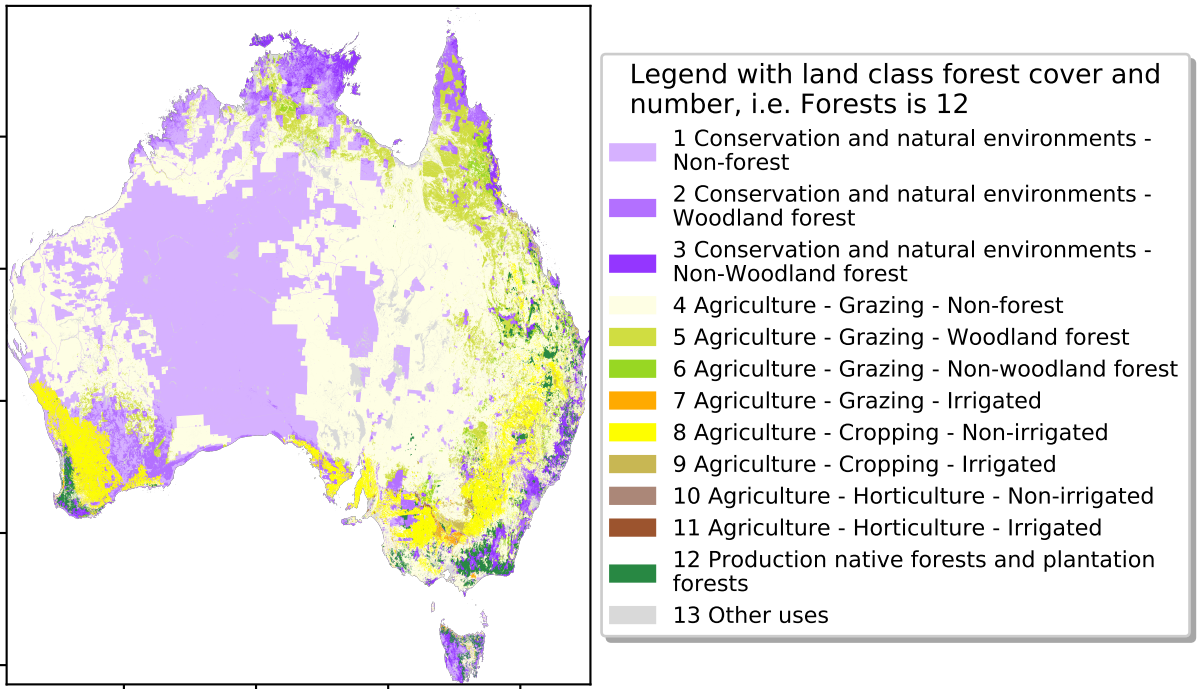 Legend with land class forest cover and
number, i.e. Forests is 12
1 Conservation and natural environments -
Non-forest
2 Conservation and natural environments -
Woodland forest
3 Conservation and natural environments -
Non-Woodland forest
4 Agriculture - Grazing - Non-forest
5 Agriculture - Grazing - Woodland forest
6 Agriculture - Grazing - Non-woodland forest
7 Agriculture - Grazing - Irrigated
8 Agriculture - Cropping - Non-irrigated
9 Agriculture - Cropping - Irrigated
10 Agriculture - Horticulture - Non-irrigated
11 Agriculture - Horticulture - Irrigated
12 Production native forests and plantation
forests
13 Other uses